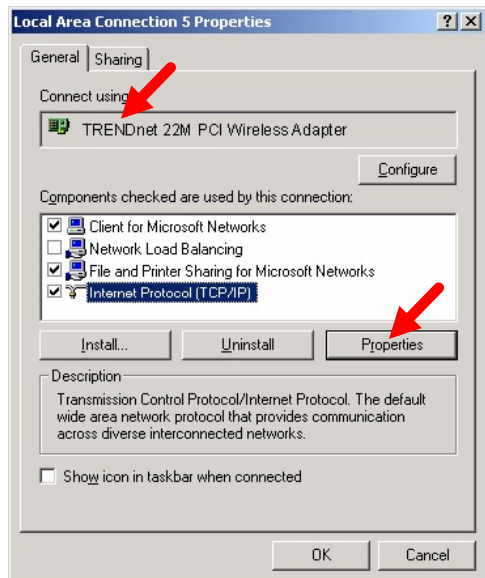 Local Area Connection 5 Properties
General Sharing
Connect using:
TRENDnet 22M PCI Wireless Adapter
Configure
Components checked are used by this connection:
Client for Microsoft Networks
Network Load Balancing
File and Printer Sharing for Microsoft Networks
Internet Protocol (TCP/IP)
Install... Uninstall Properties
Description
Transmission Control Protocol/Internet Protocol. The default
wide area network protocol that provides communication
across diverse interconnected networks.
Show icon in taskbar when connected
OK Cancel